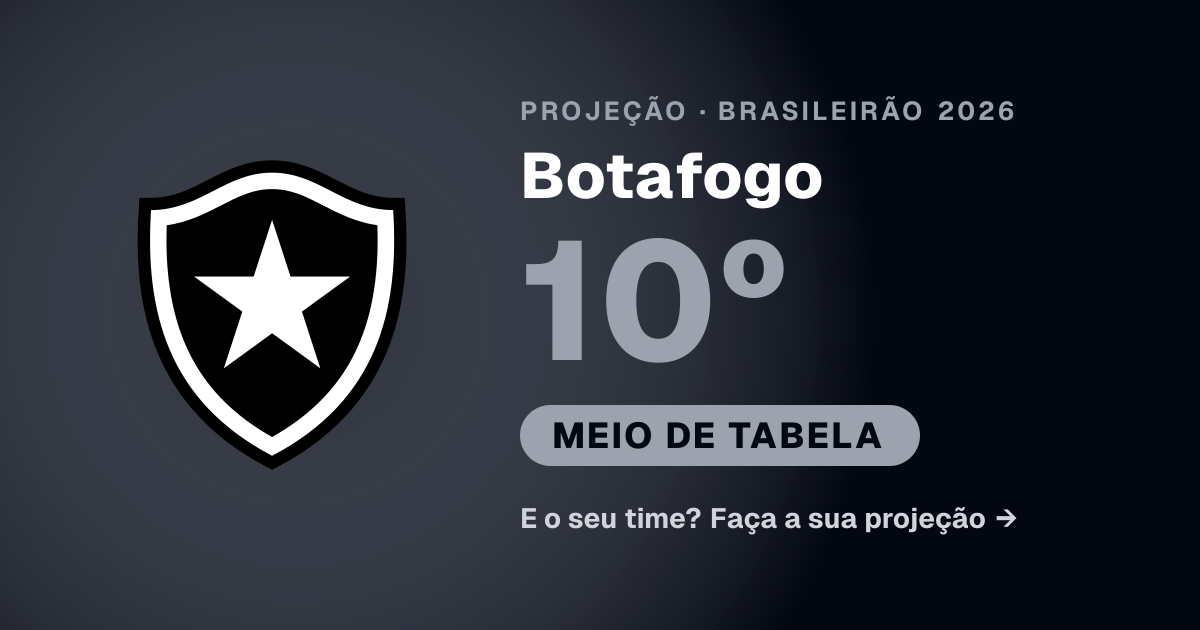 PROJEÇÃO · BRASILEIRÃO 2026
Botafogo
10º
MEIO DE TABELA
E o seu time? Faça a sua projeção →